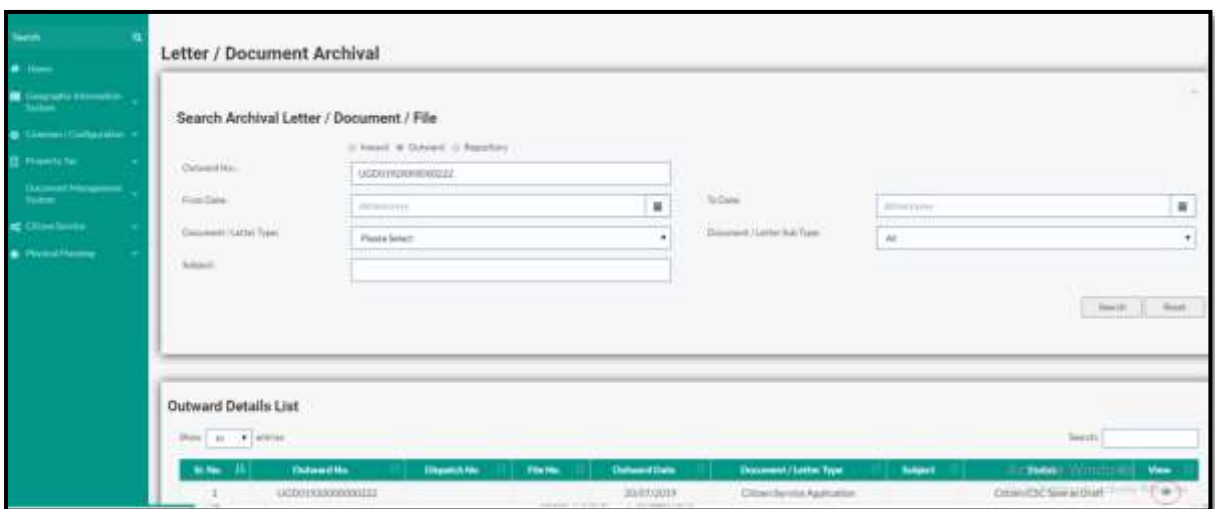 Search
Home
Geographic Information
System
Common / Configuration
Property Tax
Document Management
System
Citizen Service
Physical Planning
Letter / Document Archival
Search Archival Letter / Document / File
Inward Outward Repository
Outward No.:
From Date: To Date:
Document / Letter Type: Please Select Document / Letter Sub Type: All
Subject:
Search Reset
Outward Details List
Show 10 entries Search:
Sr. No. Outward No. Dispatch No. File No. Outward Date Document / Letter Type Subject Status View
1 20/07/2019 Citizen Service Application